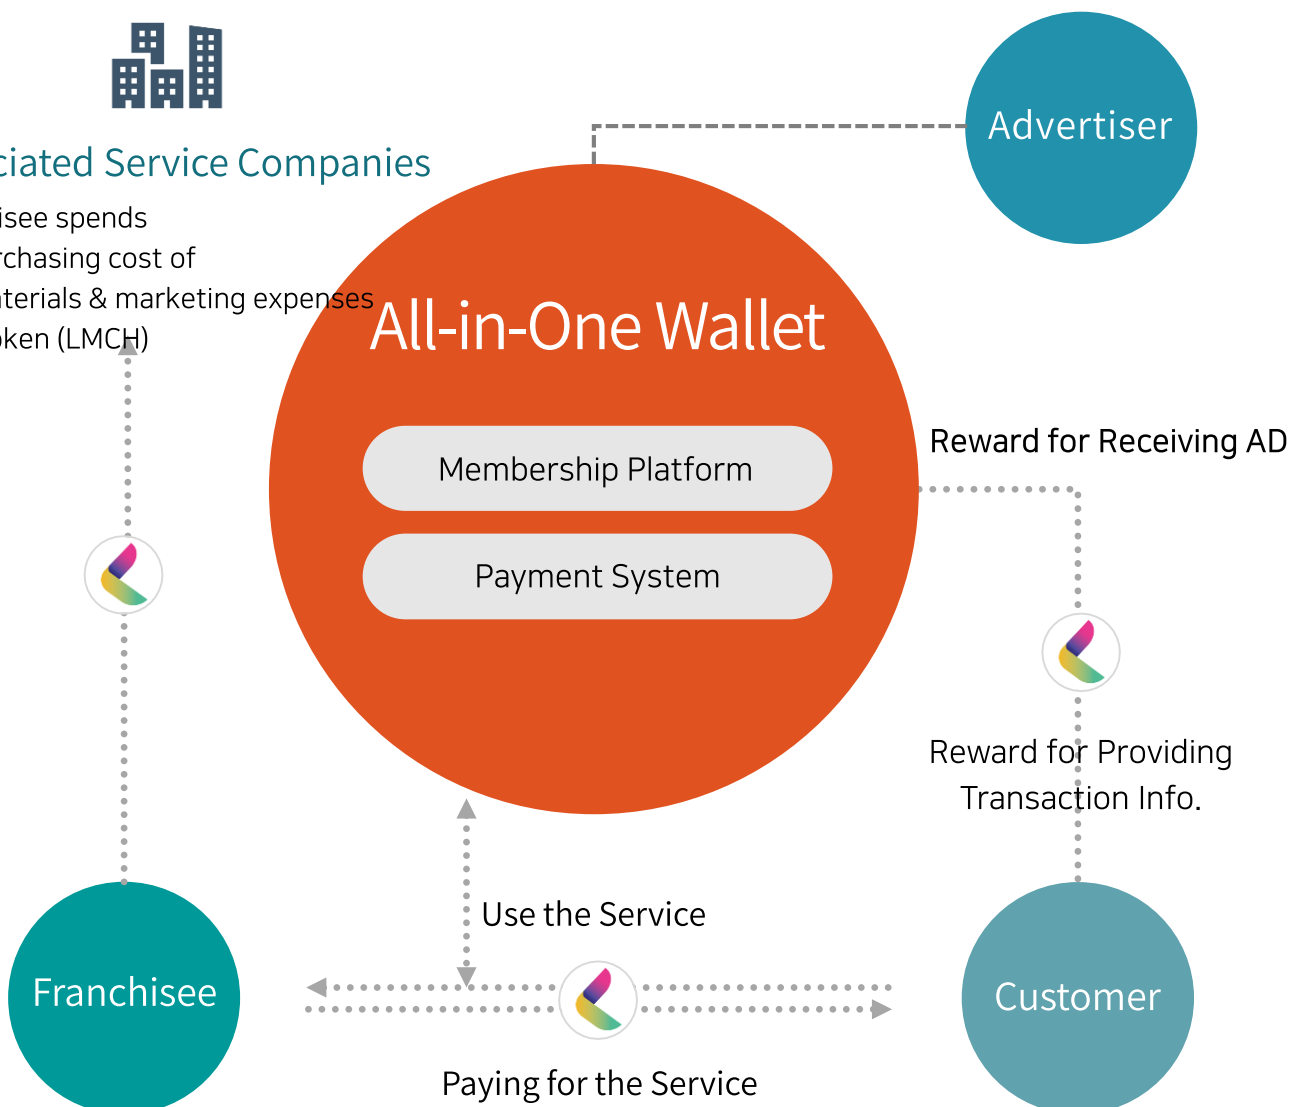 Advertiser
ciated Service Companies
isee spends
rchasing cost of
terials & marketing expenses
ken (LMCH)
All-in-One Wallet
Membership Platform
Payment System
Reward for Receiving AD
Reward for Providing
Transaction Info.
Use the Service
Franchisee
Customer
Paying for the Service